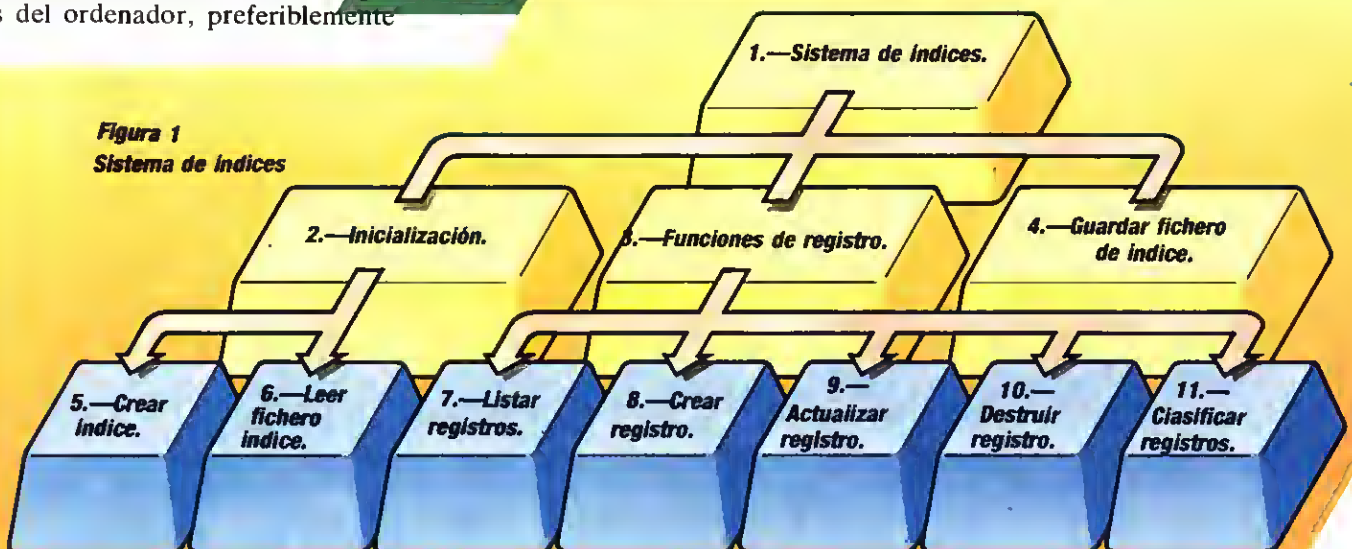 s del ordenador, preferiblemente
Figura 1
Sistema de índices
1.—Sistema de índices.
2.—Inicialización.
3.—Funciones de registro.
4.—Guardar fichero
de índice.
5.—Crear
índice.
6.—Leer
fichero
índice.
7.—Listar
registros.
8.—Crear
registro.
9.—
Actualizar
registro.
10.—
Destruir
registro.
11.—
Clasificar
registros.